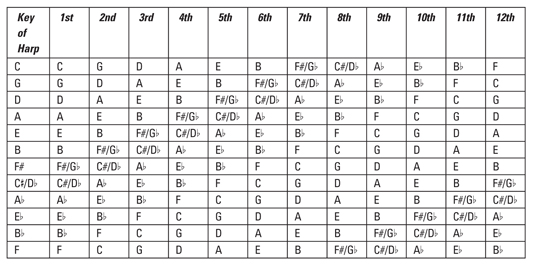 Key of Harp 1st 2nd 3rd 4th 5th 6th 7th 8th 9th 10th 11th 12th
C C G D A E B F#/G♭ C#/D♭ A♭ E♭ B♭ F
G G D A E B F#/G♭ C#/D♭ A♭ E♭ B♭ F C
D D A E B F#/G♭ C#/D♭ A♭ E♭ B♭ F C G
A A E B F#/G♭ C#/D♭ A♭ E♭ B♭ F C G D
E E B F#/G♭ C#/D♭ A♭ E♭ B♭ F C G D A
B B F#/G♭ C#/D♭ A♭ E♭ B♭ F C G D A E
F# F#/G♭ C#/D♭ A♭ E♭ B♭ F C G D A E B
C#/D♭ C#/D♭ A♭ E♭ B♭ F C G D A E B F#/G♭
A♭ A♭ E♭ B♭ F C G D A E B F#/G♭ C#/D♭
E♭ E♭ B♭ F C G D A E B F#/G♭ C#/D♭ A♭
B♭ B♭ F C G D A E B F#/G♭ C#/D♭ A♭ E♭
F F C G D A E B F#/G♭ C#/D♭ A♭ E♭ B♭